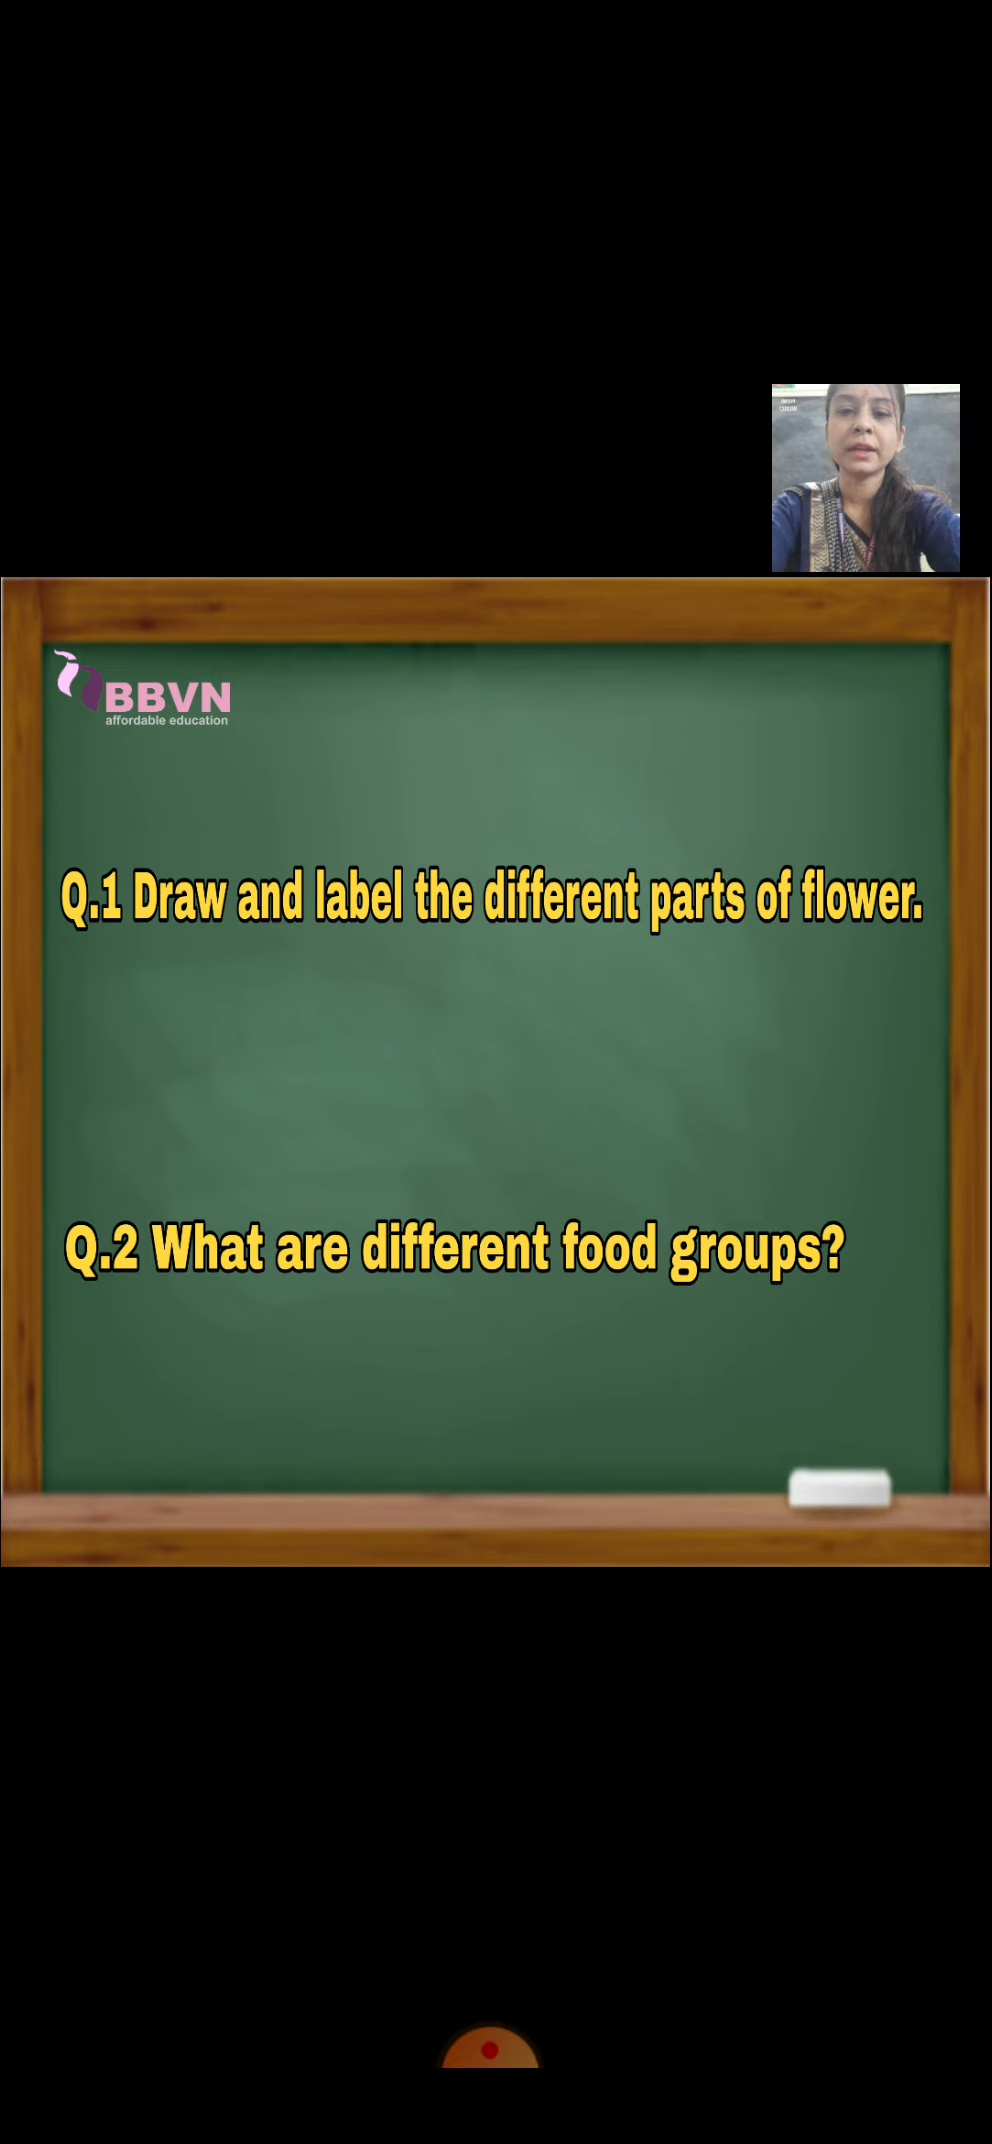 BBVN
affordable education
Q.1 Draw and label the different parts of flower.
Q.2 What are different food groups?